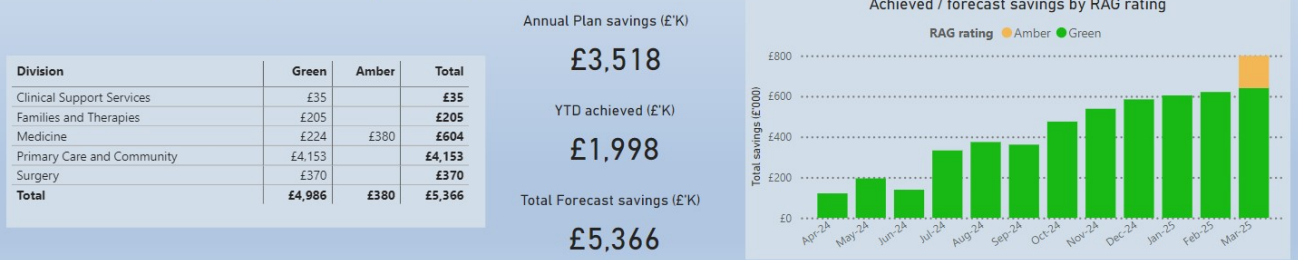 Division Green Amber Total
Clinical Support Services £35 £35
Families and Therapies £205 £205
Medicine £224 £380 £604
Primary Care and Community £4,153 £4,153
Surgery £370 £370
Total £4,986 £380 £5,366
Annual Plan savings (£'K)
£3,518
YTD achieved (£'K)
£1,998
Total Forecast savings (£'K)
£5,366
Achieved / forecast savings by RAG rating
RAG rating Amber Green
Total savings (£'000)
£800
£600
£400
£200
£0
Apr-24 May-24 Jun-24 Jul-24 Aug-24 Sep-24 Oct-24 Nov-24 Dec-24 Jan-25 Feb-25 Mar-25